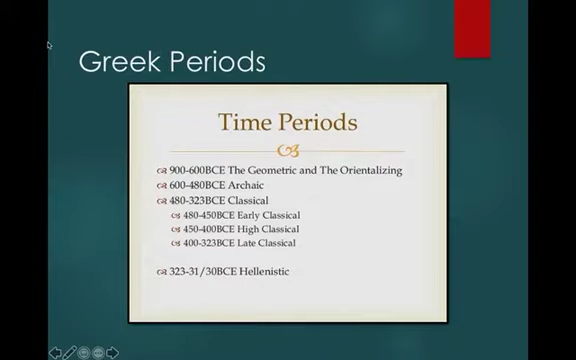 Greek Periods
Time Periods
900-600BCE The Geometric and The Orientalizing
600-480BCE Archaic
480-323BCE Classical
480-450BCE Early Classical
450-400BCE High Classical
400-323BCE Late Classical
323-31/30BCE Hellenistic